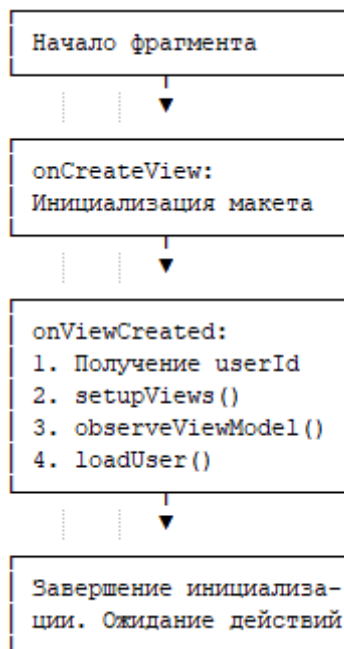 Начало фрагмента
onCreateView:
Инициализация макета
onViewCreated:
1. Получение userId
2. setupViews()
3. observeViewModel()
4. loadUser()
Завершение инициализа-
ции. Ожидание действий